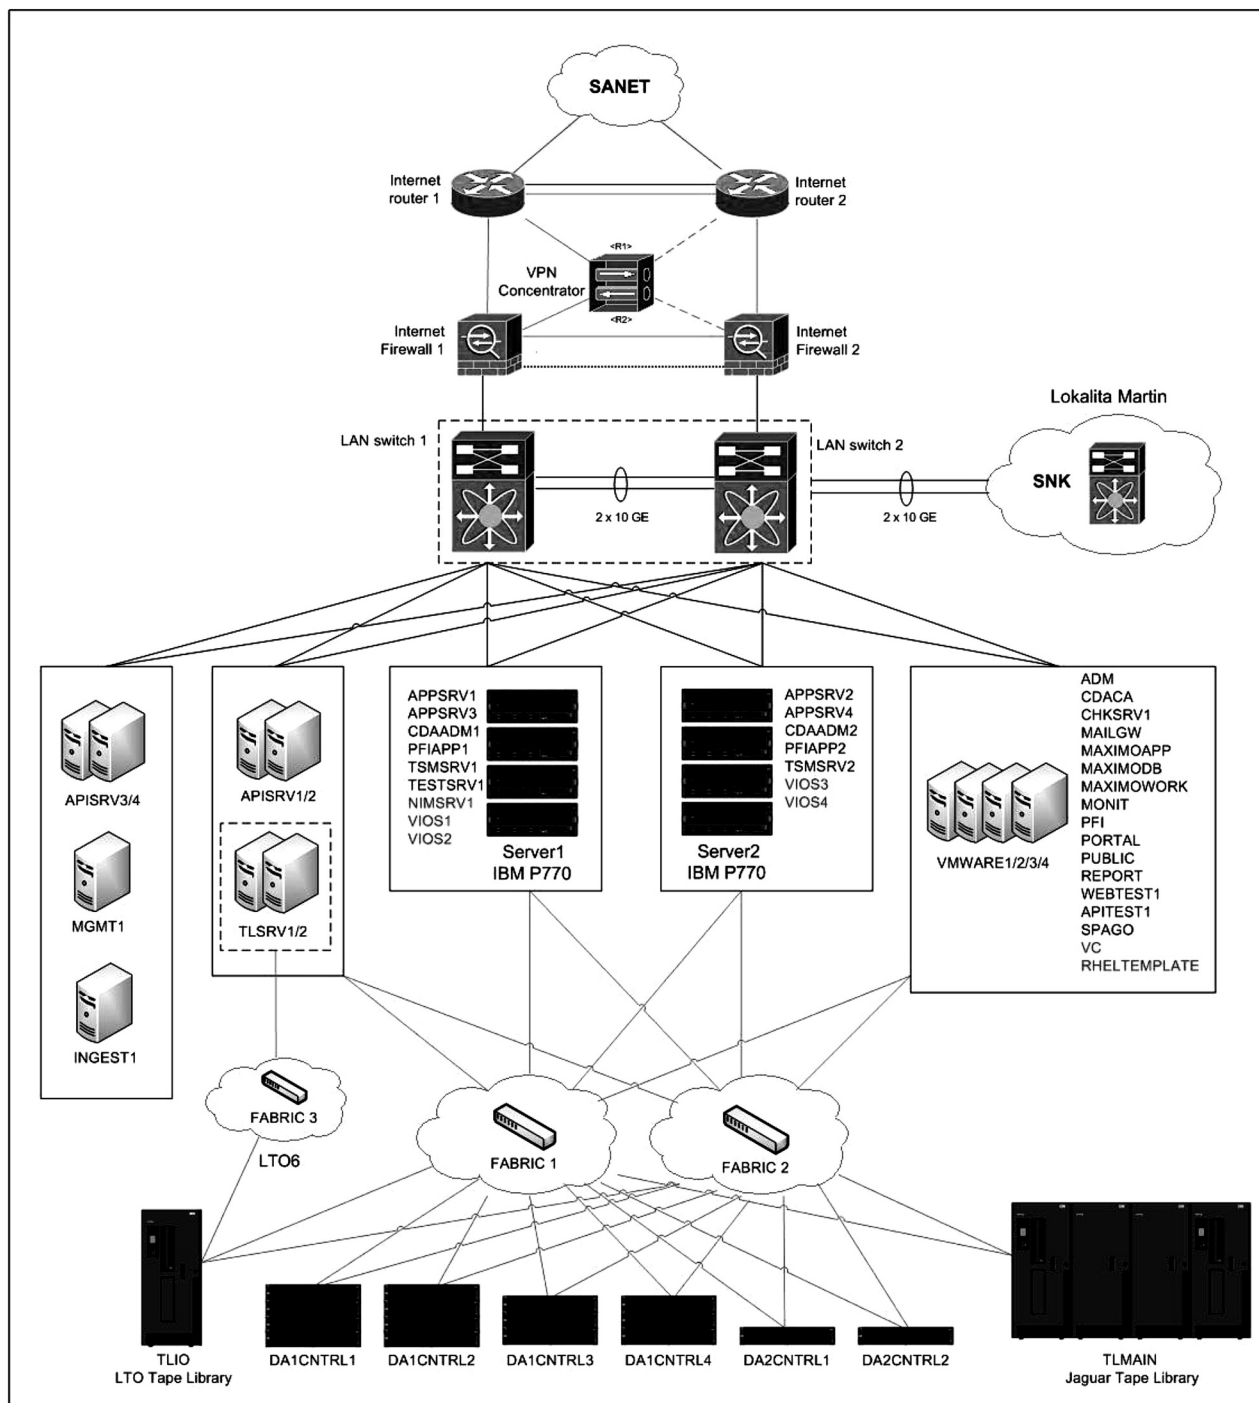 SANET
Internet
router 1
Internet
router 2
<R1>
VPN
Concentrator
<R2>
Internet
Firewall 1
Internet
Firewall 2
Lokalita Martin
LAN switch 1
LAN switch 2
SNK
2 x 10 GE
2 x 10 GE
APISRV3/4
MGMT1
INGEST1
APISRV1/2
TLSRV1/2
APPSRV1
APPSRV3
CDAADM1
PFIAPP1
TSMSRV1
TESTSRV1
NIMSRV1
VIOS1
VIOS2
Server1
IBM P770
APPSRV2
APPSRV4
CDAADM2
PFIAPP2
TSMSRV2
VIOS3
VIOS4
Server2
IBM P770
VMWARE1/2/3/4
ADM
CDACA
CHKSRV1
MAILGW
MAXIMOAPP
MAXIMODB
MAXIMOWORK
MONIT
PFI
PORTAL
PUBLIC
REPORT
WEBTEST1
APITEST1
SPAGO
VC
RHELTEMPLATE
FABRIC 3
LTO6
FABRIC 1
FABRIC 2
TLIO
LTO Tape Library
DA1CNTRL1
DA1CNTRL2
DA1CNTRL3
DA1CNTRL4
DA2CNTRL1
DA2CNTRL2
TLMAIN
Jaguar Tape Library